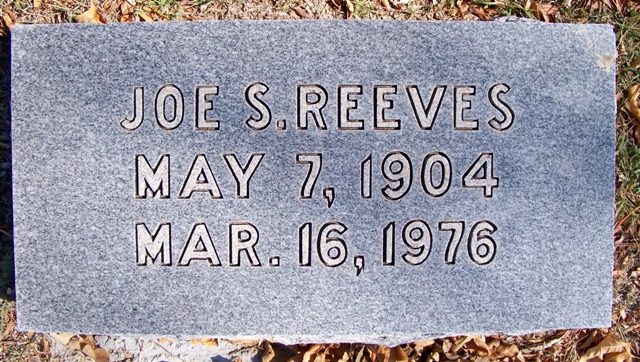 JOE S. REEVES
MAY 7, 1904
MAR. 16, 1976